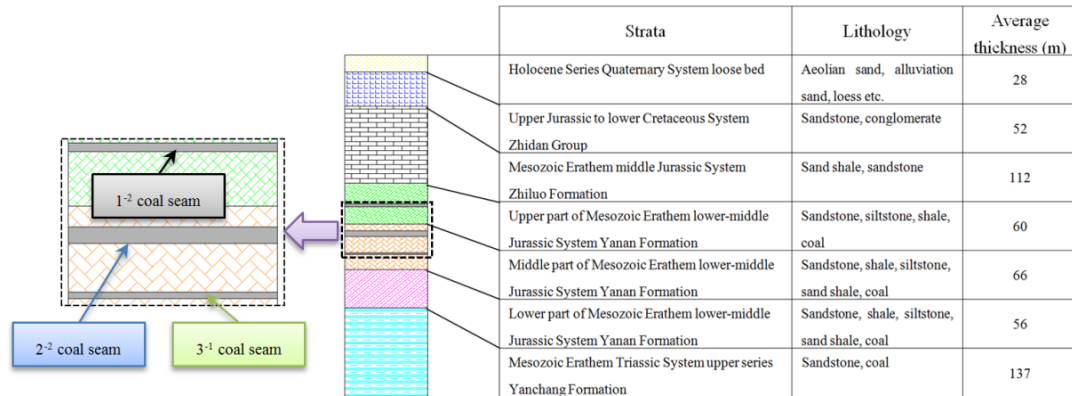 Strata Lithology Average
thickness (m)
Holocene Series Quaternary System loose bed Aeolian sand, alluviation
sand, loess etc. 28
Upper Jurassic to lower Cretaceous System Sandstone, conglomerate
Zhidan Group 52
Mesozoic Erathem middle Jurassic System Sand shale, sandstone
Zhiluo Formation 112
Upper part of Mesozoic Erathem lower-middle Sandstone, siltstone, shale,
Jurassic System Yanan Formation coal 60
Middle part of Mesozoic Erathem lower-middle Sandstone, shale, siltstone,
Jurassic System Yanan Formation sand shale, coal 66
Lower part of Mesozoic Erathem lower-middle Sandstone, shale, siltstone,
Jurassic System Yanan Formation sand shale, coal 56
Mesozoic Erathem Triassic System upper series Sandstone, coal
Yanchang Formation 137
1⁻² coal seam
2⁻² coal seam
3⁻¹ coal seam